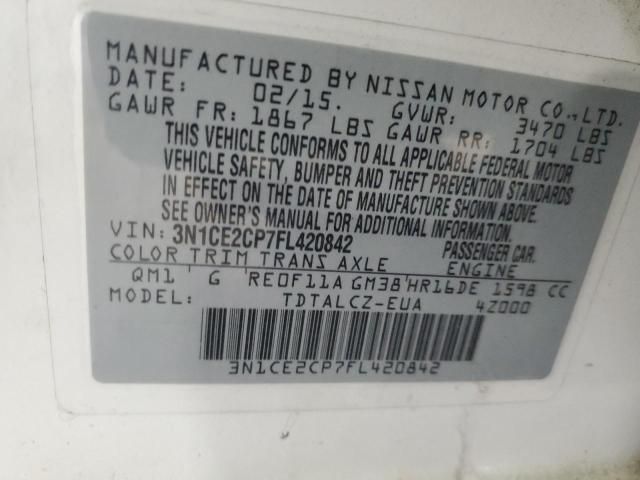 MANUFACTURED BY NISSAN MOTOR CO., LTD.
DATE: 02/15. GVWR: 3470 LBS
GAWR FR: 1867 LBS GAWR RR: 1704 LBS
THIS VEHICLE CONFORMS TO ALL APPLICABLE FEDERAL MOTOR
VEHICLE SAFETY, BUMPER AND THEFT PREVENTION STANDARDS
IN EFFECT ON THE DATE OF MANUFACTURE SHOWN ABOVE.
SEE OWNER'S MANUAL FOR ADDITIONAL INFORMATION.
VIN: 3N1CE2CP7FL420842 PASSENGER CAR.
COLOR TRIM TRANS AXLE ENGINE
QM1 G RE0F11A GM38 HR16DE 1598 CC
MODEL: TDTALCZ-EUA 4Z000
3N1CE2CP7FL420842